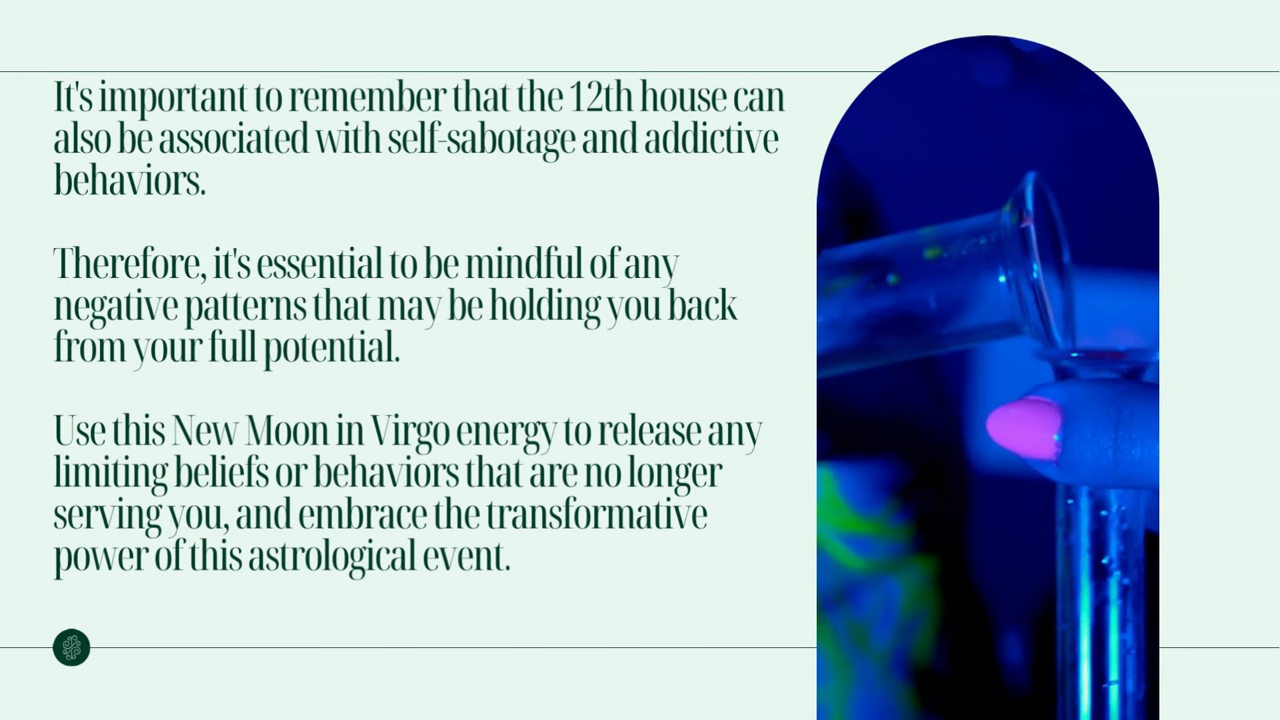 It's important to remember that the 12th house can
also be associated with self-sabotage and addictive
behaviors.
Therefore, it's essential to be mindful of any
negative patterns that may be holding you back
from your full potential.
Use this New Moon in Virgo energy to release any
limiting beliefs or behaviors that are no longer
serving you, and embrace the transformative
power of this astrological event.